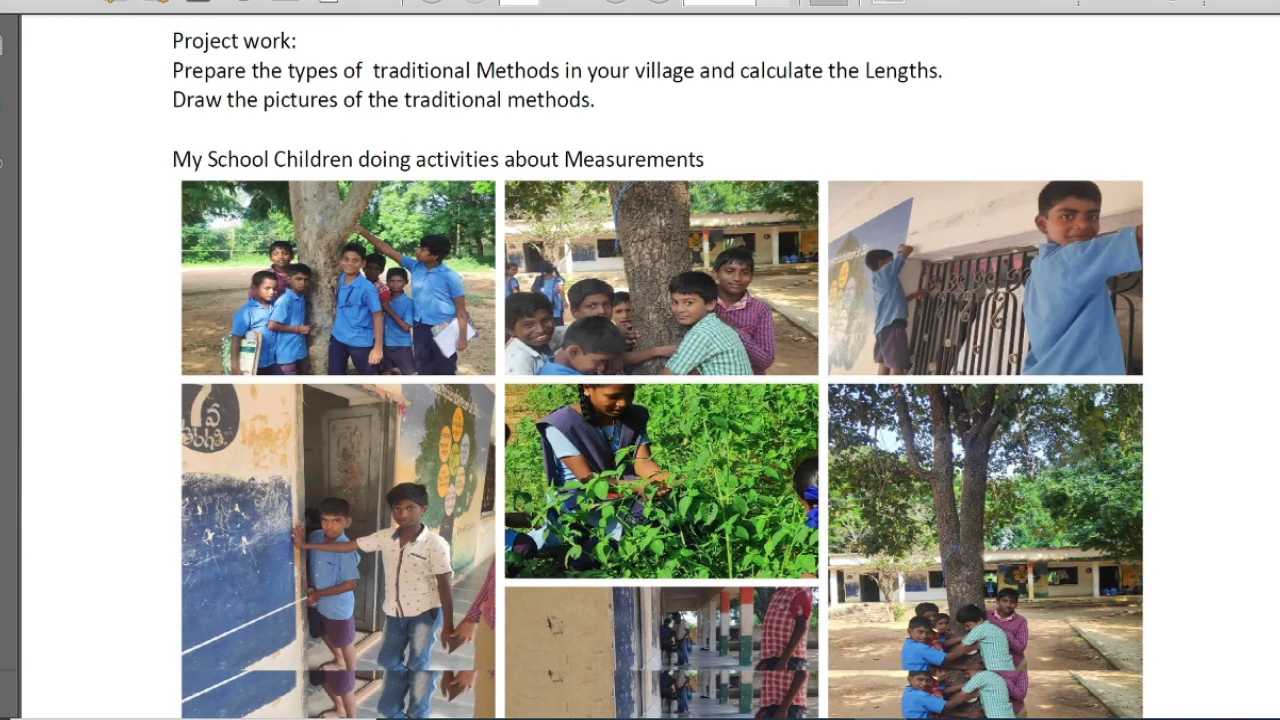 Project work:
Prepare the types of  traditional Methods in your village and calculate the Lengths.
Draw the pictures of the traditional methods.
My School Children doing activities about Measurements
7వ